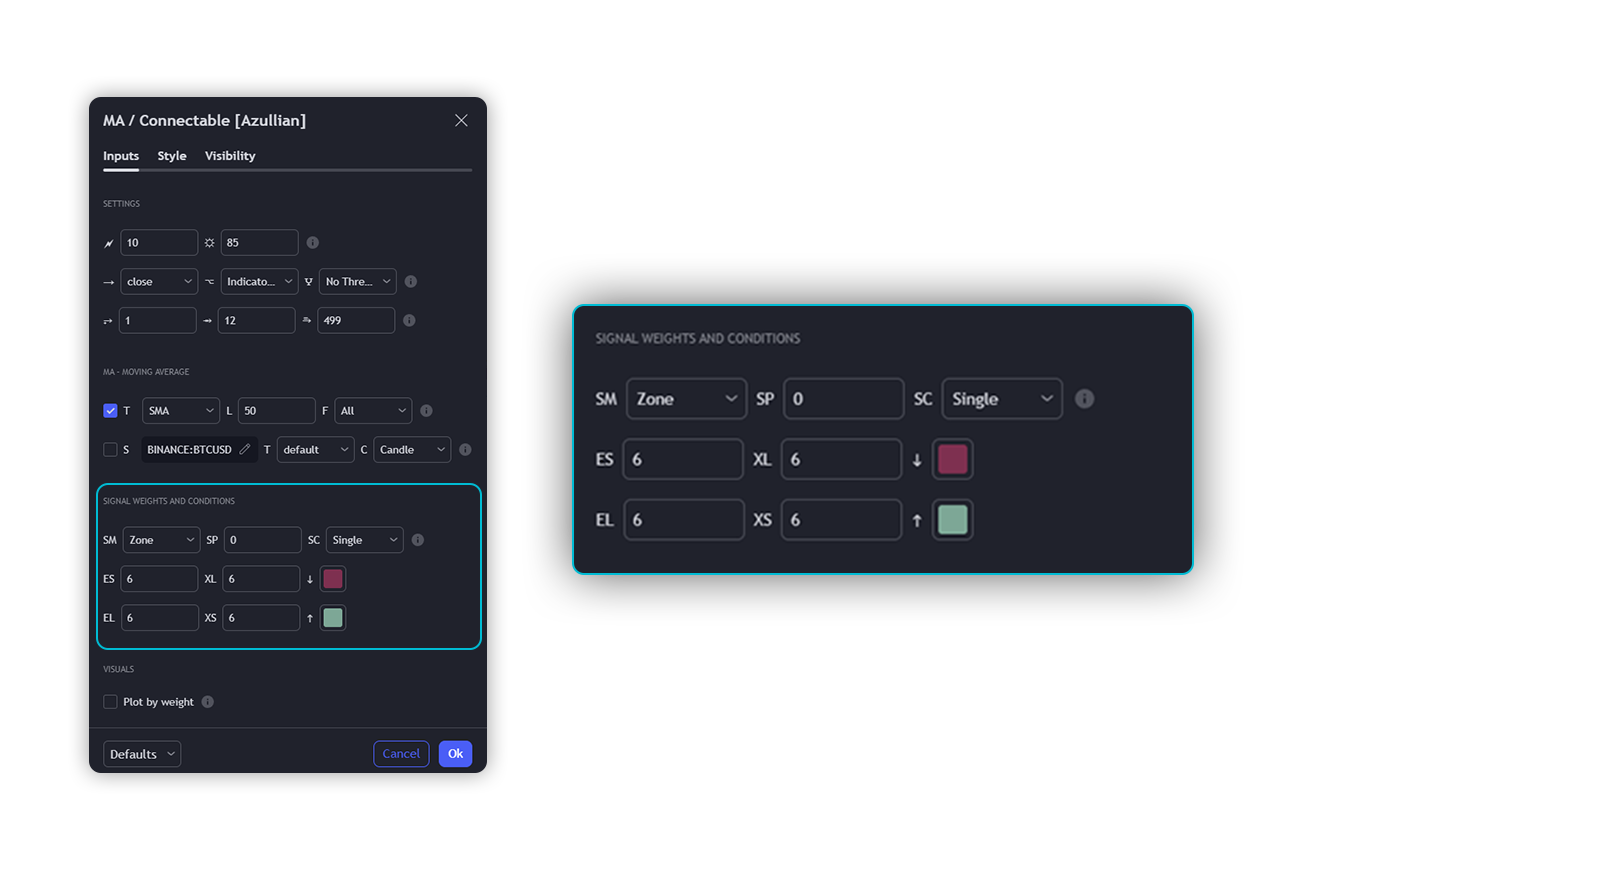 MA / Connectable [Azullian]
Inputs Style Visibility
SETTINGS
10 85
close Indicato... No Thre...
1 12 499
MA - MOVING AVERAGE
T SMA L 50 F All
S BINANCE:BTCUSD T default C Candle
SIGNAL WEIGHTS AND CONDITIONS
SM Zone SP 0 SC Single
ES 6 XL 6 ↓
EL 6 XS 6 ↑
VISUALS
Plot by weight
Defaults Cancel Ok
SIGNAL WEIGHTS AND CONDITIONS
SM Zone SP 0 SC Single
ES 6 XL 6 ↓
EL 6 XS 6 ↑